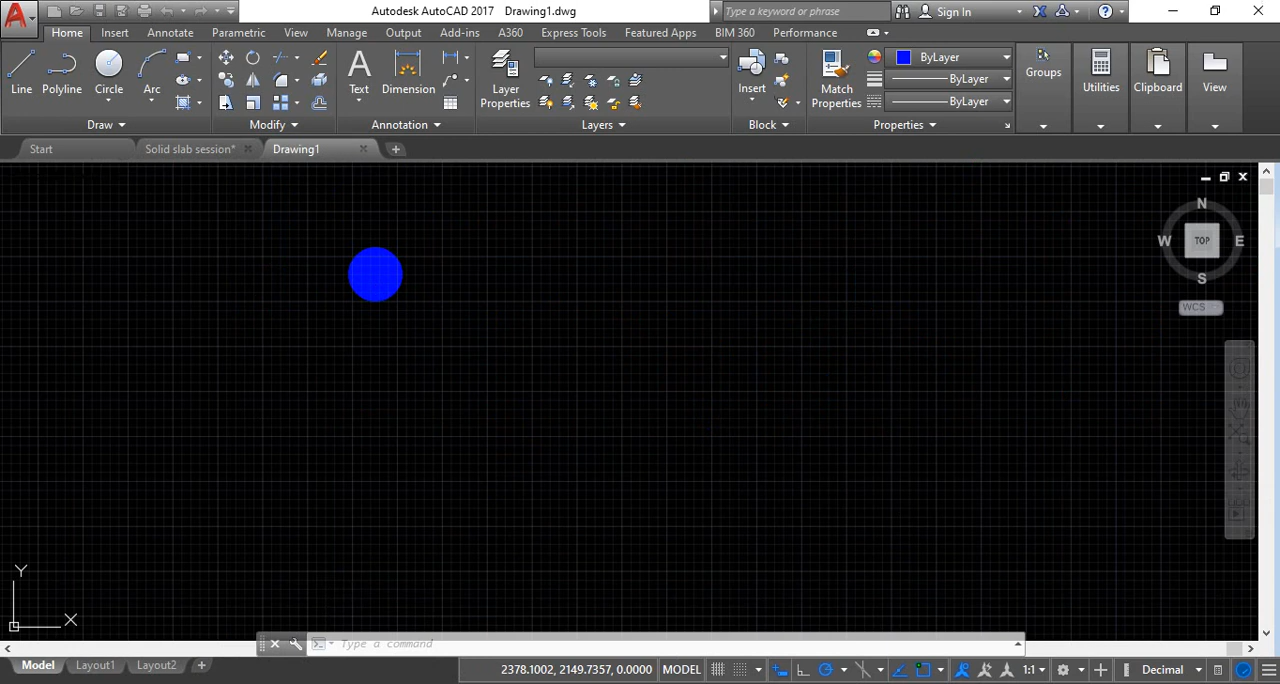 Autodesk AutoCAD 2017 Drawing1.dwg
Type a keyword or phrase
Sign In
Home Insert Annotate Parametric View Manage Output Add-ins A360 Express Tools Featured Apps BIM 360 Performance
Line Polyline Circle Arc
Text Dimension
Layer Properties
Insert
Match Properties
ByLayer
ByLayer
ByLayer
Groups Utilities Clipboard View
Draw Modify Annotation Layers Block Properties
Start Solid slab session* Drawing1
N
W TOP E
S
WCS
Y
X
Type a command
Model Layout1 Layout2
2378.1002, 2149.7357, 0.0000 MODEL 1:1 Decimal